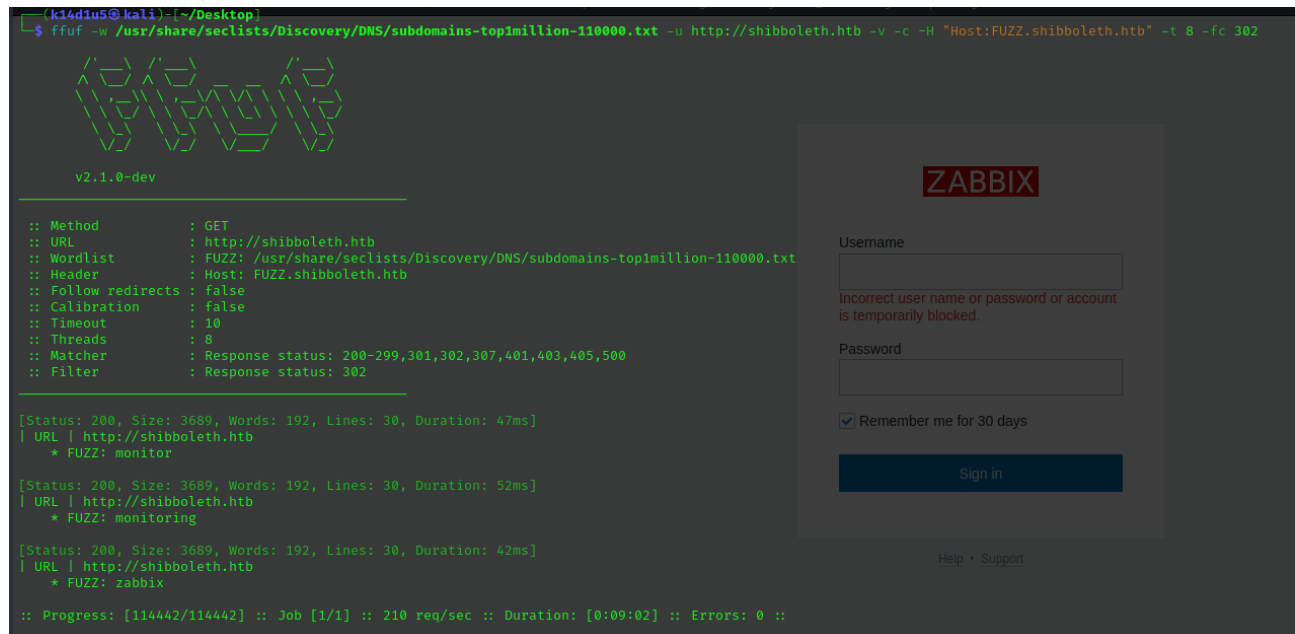 (k14d1u5㉿kali)-[~/Desktop]
$ ffuf -w /usr/share/seclists/Discovery/DNS/subdomains-top1million-110000.txt -u http://shibboleth.htb -v -c -H "Host:FUZZ.shibboleth.htb" -t 8 -fc 302
v2.1.0-dev
:: Method : GET
:: URL : http://shibboleth.htb
:: Wordlist : FUZZ: /usr/share/seclists/Discovery/DNS/subdomains-top1million-110000.txt
:: Header : Host: FUZZ.shibboleth.htb
:: Follow redirects : false
:: Calibration : false
:: Timeout : 10
:: Threads : 8
:: Matcher : Response status: 200-299,301,302,307,401,403,405,500
:: Filter : Response status: 302
[Status: 200, Size: 3689, Words: 192, Lines: 30, Duration: 47ms]
| URL | http://shibboleth.htb
* FUZZ: monitor
[Status: 200, Size: 3689, Words: 192, Lines: 30, Duration: 52ms]
| URL | http://shibboleth.htb
* FUZZ: monitoring
[Status: 200, Size: 3689, Words: 192, Lines: 30, Duration: 42ms]
| URL | http://shibboleth.htb
* FUZZ: zabbix
:: Progress: [114442/114442] :: Job [1/1] :: 210 req/sec :: Duration: [0:09:02] :: Errors: 0 ::
ZABBIX
Username
Incorrect user name or password or account
is temporarily blocked.
Password
Remember me for 30 days
Sign in
Help • Support